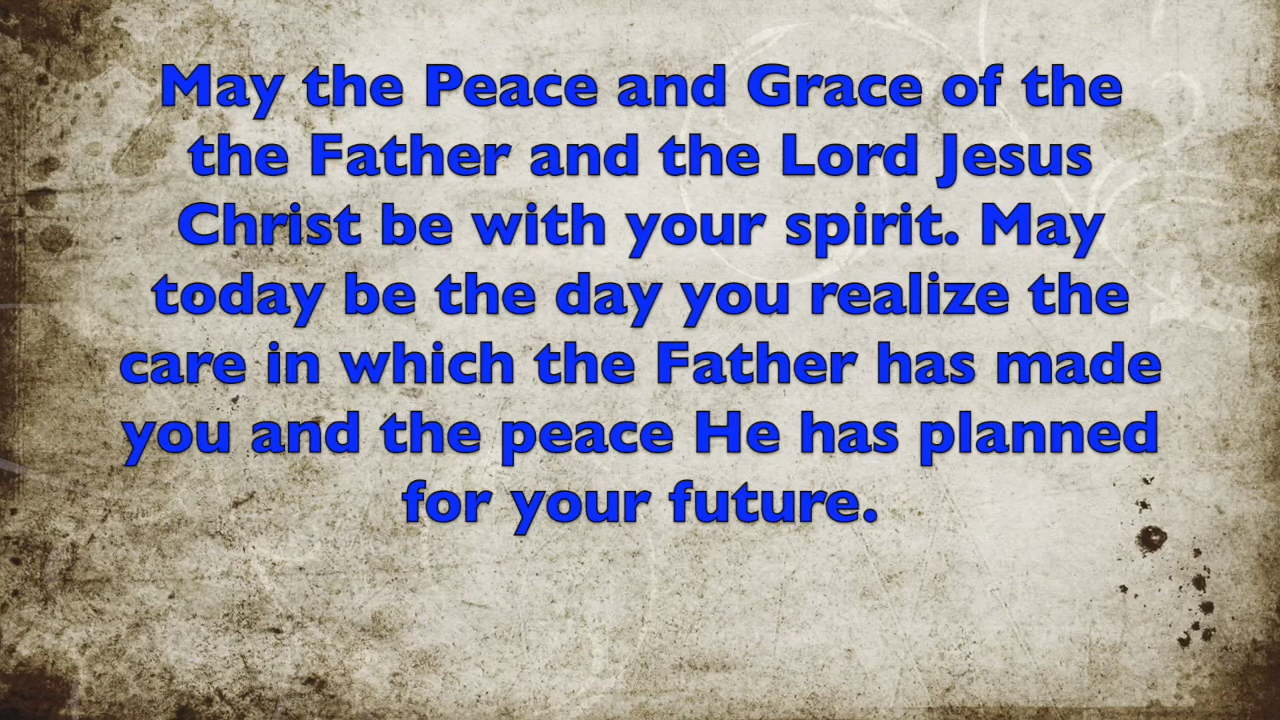 May the Peace and Grace of the
the Father and the Lord Jesus
Christ be with your spirit. May
today be the day you realize the
care in which the Father has made
you and the peace He has planned
for your future.